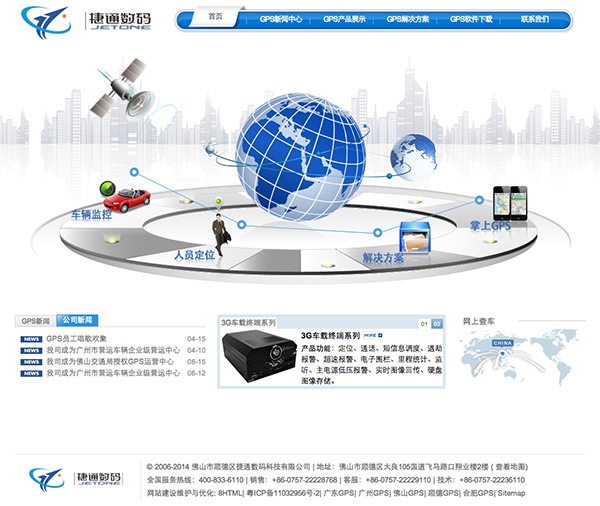 捷通数码
JETONE
首页 GPS新闻中心 GPS产品展示 GPS解决方案 GPS软件下载 联系我们
车辆监控
人员定位
解决方案
掌上GPS
GPS新闻 公司新闻
NEWS GPS员工唱歌欢聚 04-15
NEWS 我司成为广州市营运车辆企业级营运中心 04-10
NEWS 我司成为佛山交通局授权GPS运营中心 08-15
NEWS 我司成为广州市营运车辆企业级营运中心 06-12
3G车载终端系列 01 02
3G车载终端系列 MORE
产品功能：定位、通话、短信息调度、遇劫
报警、超速报警、电子围栏、里程统计、监
听、主电源低压报警、实时图像回传、硬盘
图像存储。
网上查车
CHINA
捷通数码
JETONE
© 2006-2014 佛山市顺德区捷通数码科技有限公司 | 地址：佛山市顺德区大良105国道飞马路口翔业楼2楼 ( 查看地图)
全国服务热线：400-833-6110 | 销售：+86-0757-22228768 | 客服：+86-0757-22229110 | 技术：+86-0757-22236110
网站建设维护与优化: 8HTML| 粤ICP备11032956号-2| 广东GPS| 广州GPS| 佛山GPS| 顺德GPS| 合肥GPS| Sitemap